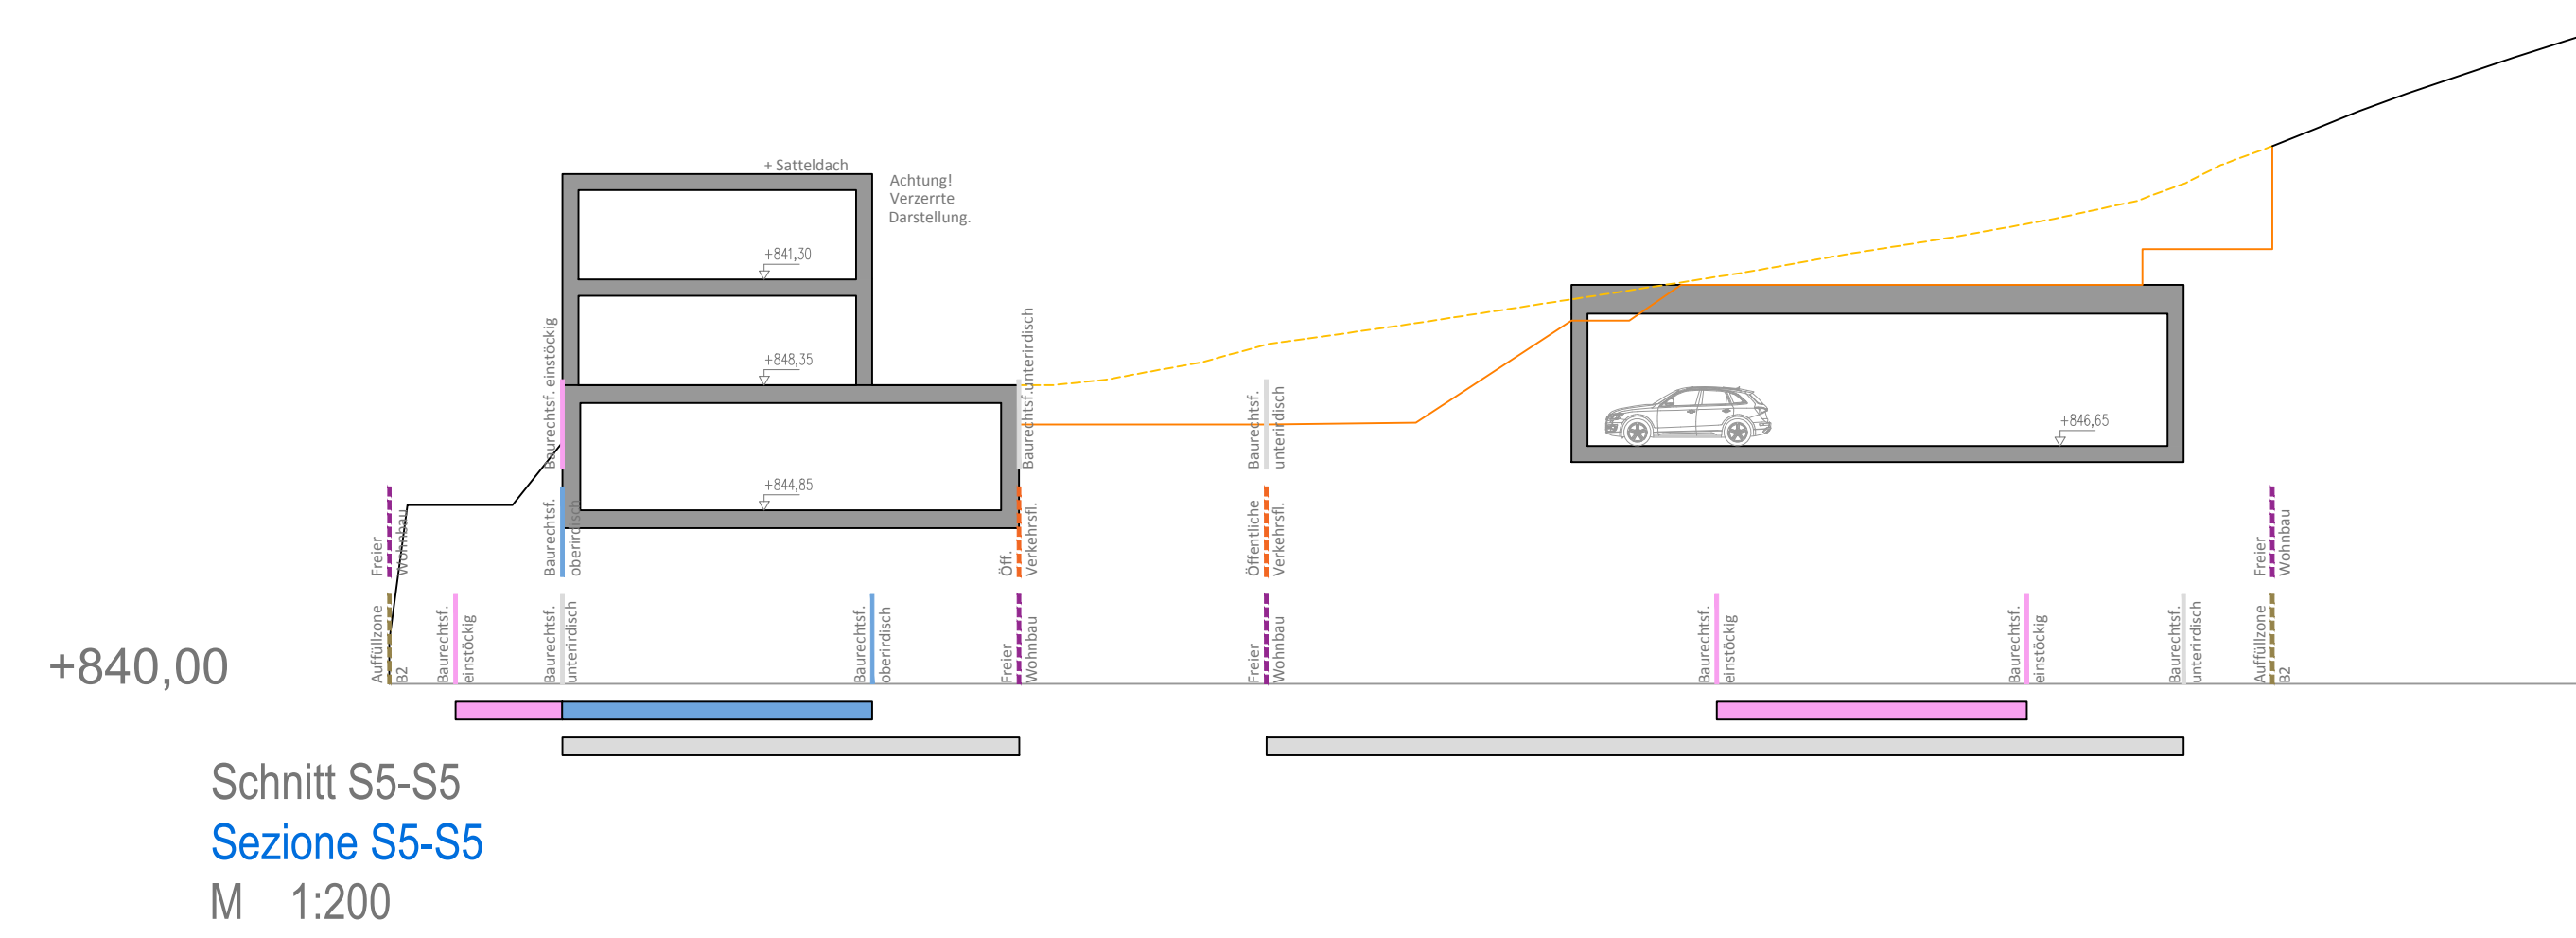 + Satteldach
Achtung!
Verzerrte
Darstellung.
+841,30
+848,35
+844,85
+846,65
Baurechtsf. einstöckig
Baurechtsf. unterirdisch
Baurechtsf.
unterirdisch
Freier
Wohnbau
Baurechtsf.
oberirdisch
Öff.
Verkehrsfl.
Öffentliche
Verkehrsfl.
Freier
Wohnbau
Auffüllzone
B2
Baurechtsf.
einstöckig
Baurechtsf.
unterirdisch
Baurechtsf.
oberirdisch
Freier
Wohnbau
Freier
Wohnbau
Baurechtsf.
einstöckig
Baurechtsf.
einstöckig
Baurechtsf.
unterirdisch
Auffüllzone
B2
+840,00
Schnitt S5-S5
Sezione S5-S5
M 1:200